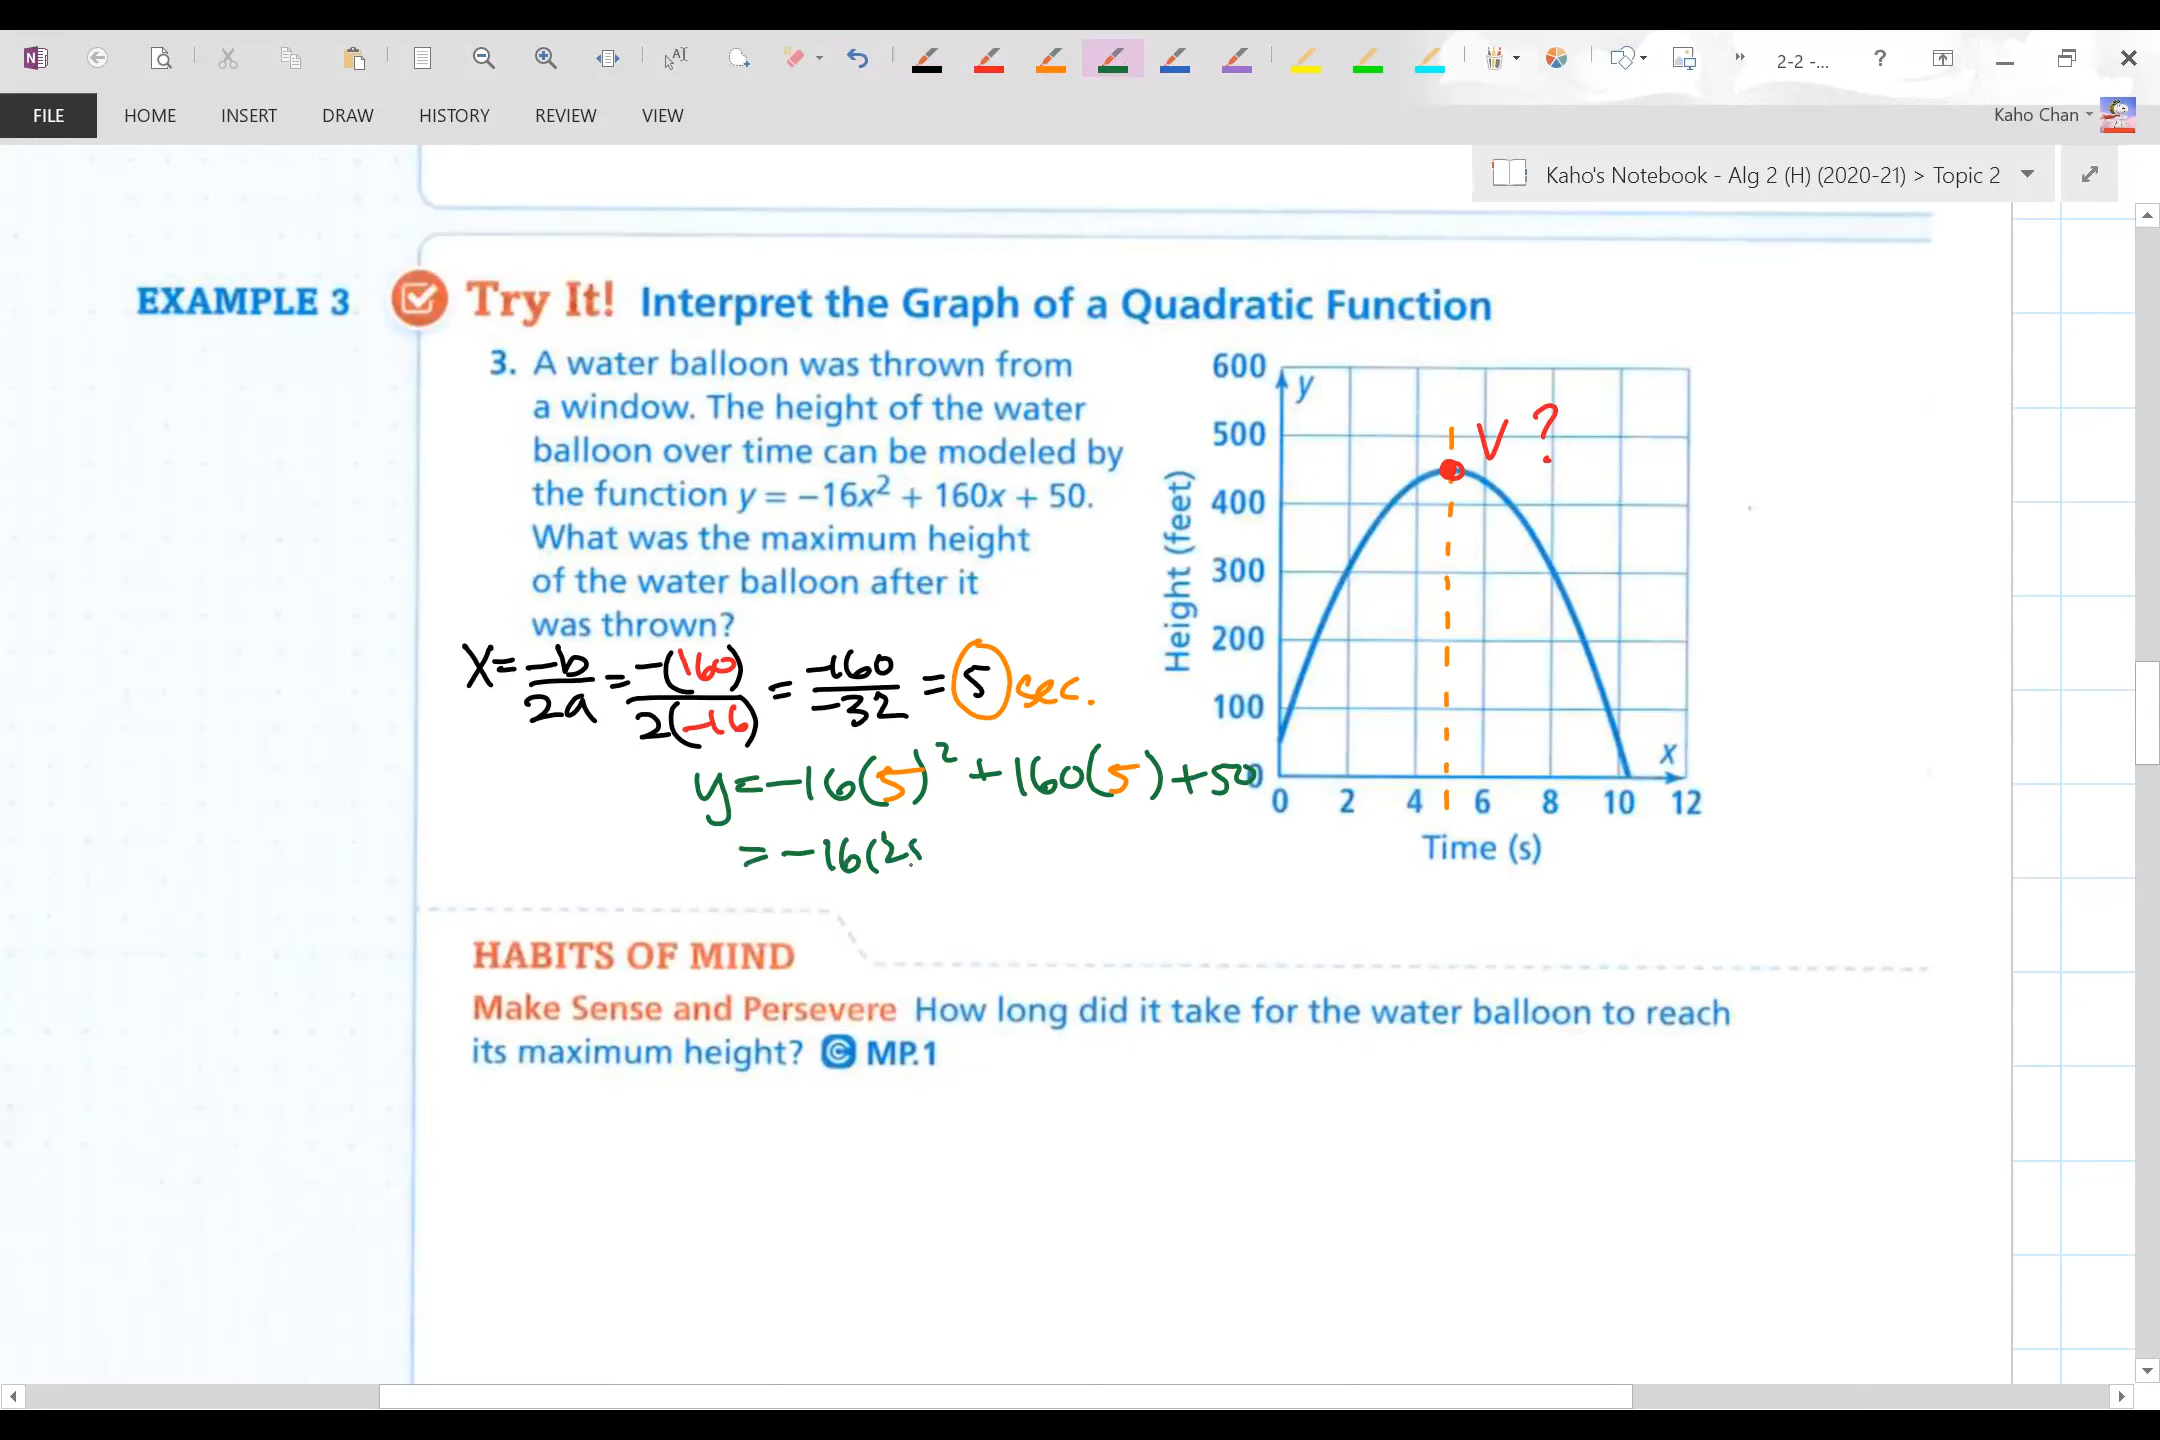 2-2 -...
?
FILE HOME INSERT DRAW HISTORY REVIEW VIEW
Kaho Chan
Kaho's Notebook - Alg 2 (H) (2020-21) > Topic 2
EXAMPLE 3
Try It! Interpret the Graph of a Quadratic Function
3. A water balloon was thrown from
a window. The height of the water
balloon over time can be modeled by
the function y = −16x² + 160x + 50.
What was the maximum height
of the water balloon after it
was thrown?
x = -b/2a = -(160)/2(-16) = -160/-32 = 5 sec.
y = -16(5)² + 160(5) + 50
= -16(25
Height (feet)
600
500
400
300
200
100
0
y
V ?
x
0 2 4 6 8 10 12
Time (s)
HABITS OF MIND
Make Sense and Persevere How long did it take for the water balloon to reach
its maximum height? © MP.1